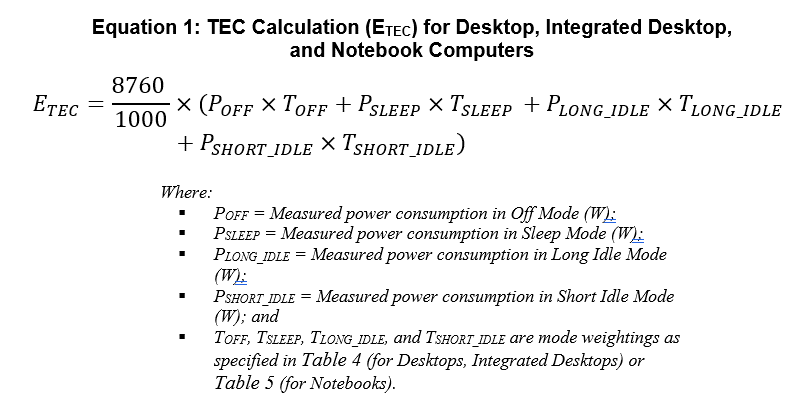 Equation 1: TEC Calculation (ETEC) for Desktop, Integrated Desktop,
and Notebook Computers
ETEC = 8760/1000 × (POFF × TOFF + PSLEEP × TSLEEP + PLONG_IDLE × TLONG_IDLE
+ PSHORT_IDLE × TSHORT_IDLE)
Where:
▪ POFF = Measured power consumption in Off Mode (W);
▪ PSLEEP = Measured power consumption in Sleep Mode (W);
▪ PLONG_IDLE = Measured power consumption in Long Idle Mode
(W);
▪ PSHORT_IDLE = Measured power consumption in Short Idle Mode
(W); and
▪ TOFF, TSLEEP, TLONG_IDLE, and TSHORT_IDLE are mode weightings as
specified in Table 4 (for Desktops, Integrated Desktops) or
Table 5 (for Notebooks).